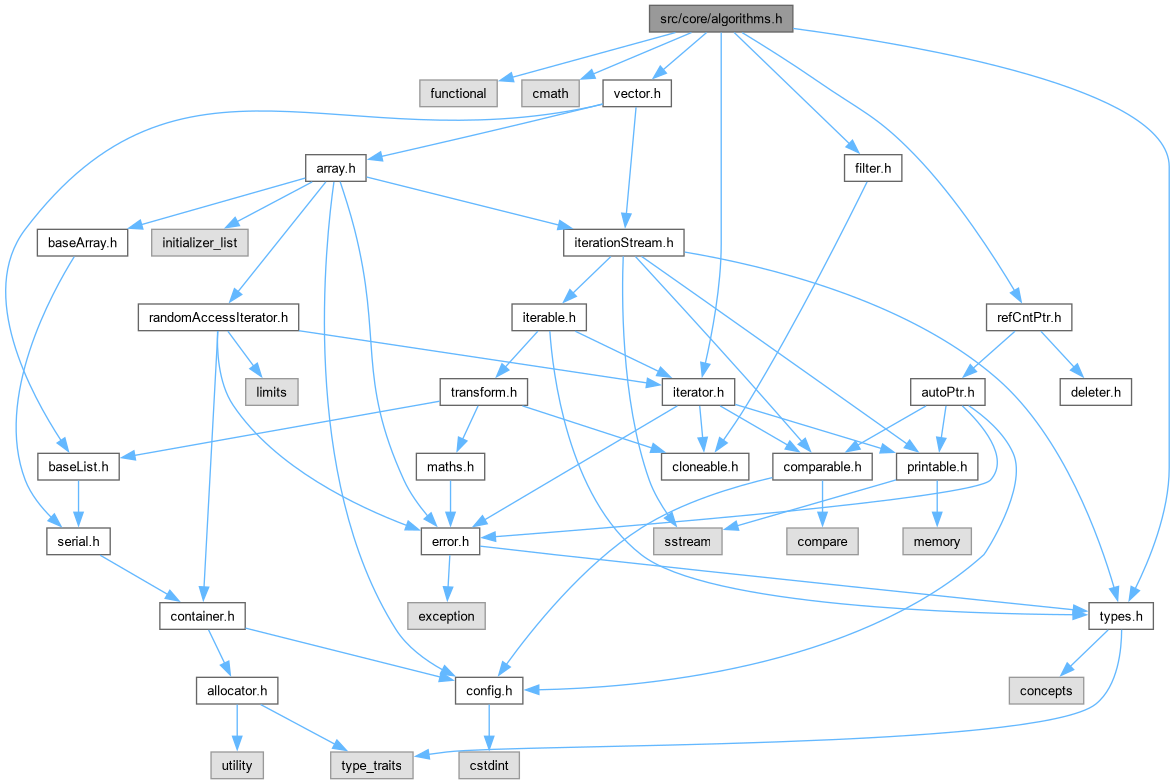 src/core/algorithms.h
functional
cmath
vector.h
array.h
filter.h
baseArray.h
initializer_list
iterationStream.h
randomAccessIterator.h
iterable.h
refCntPtr.h
limits
transform.h
iterator.h
autoPtr.h
deleter.h
baseList.h
maths.h
cloneable.h
comparable.h
printable.h
serial.h
error.h
sstream
compare
memory
container.h
exception
types.h
allocator.h
config.h
concepts
utility
type_traits
cstdint